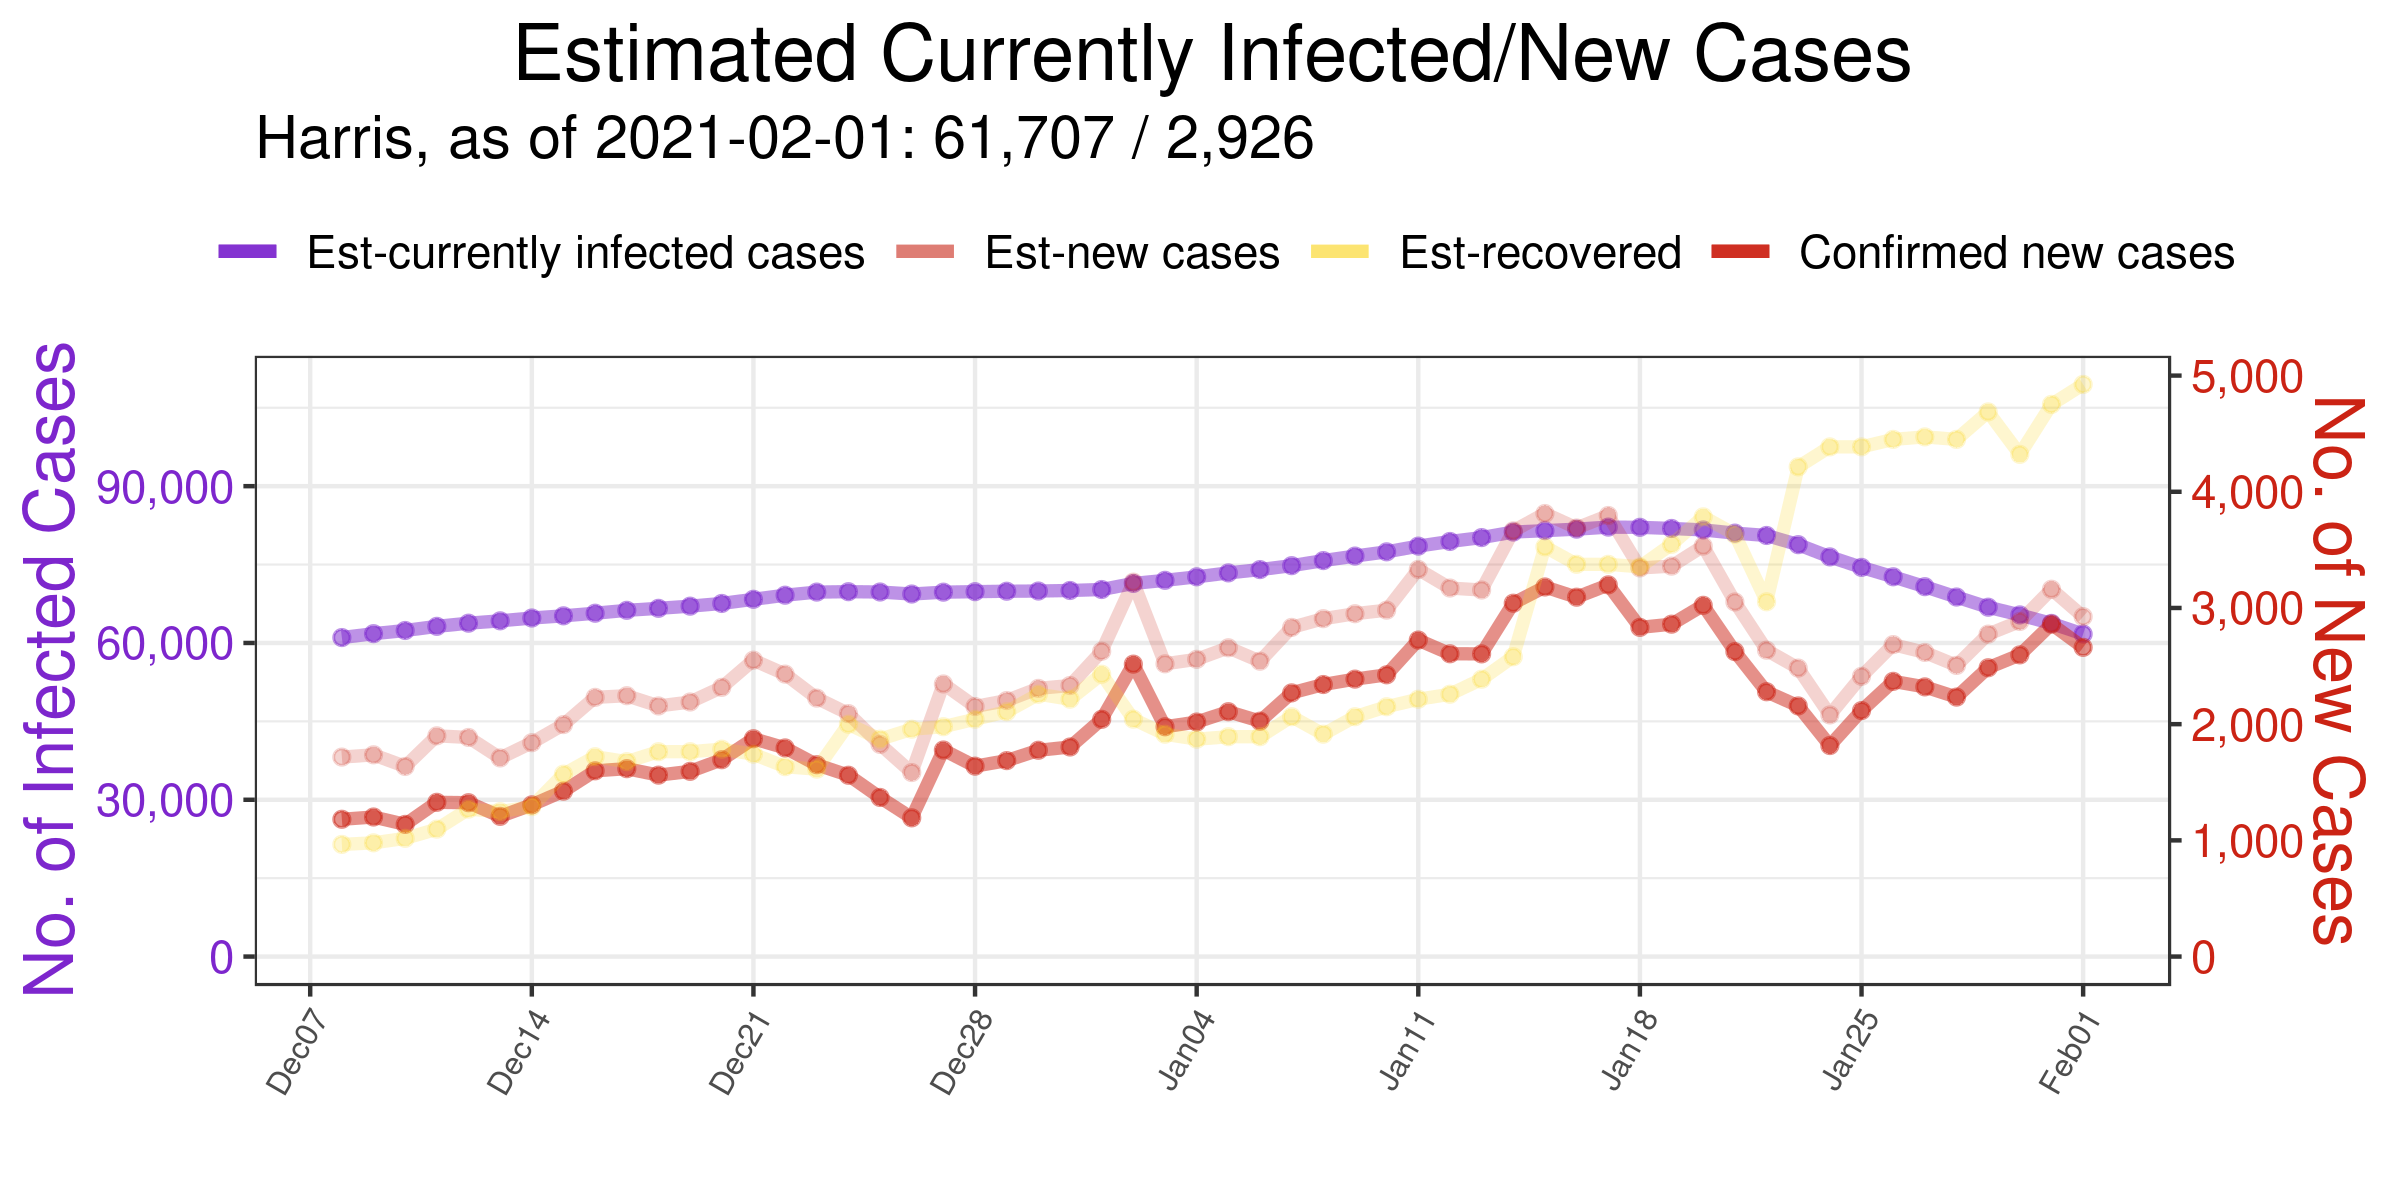 Estimated Currently Infected/New Cases
Harris, as of 2021-02-01: 61,707 / 2,926
Est-currently infected cases
Est-new cases
Est-recovered
Confirmed new cases
No. of Infected Cases
90,000
60,000
30,000
0
5,000
4,000
3,000
2,000
1,000
0
No. of New Cases
Dec07
Dec14
Dec21
Dec28
Jan04
Jan11
Jan18
Jan25
Feb01